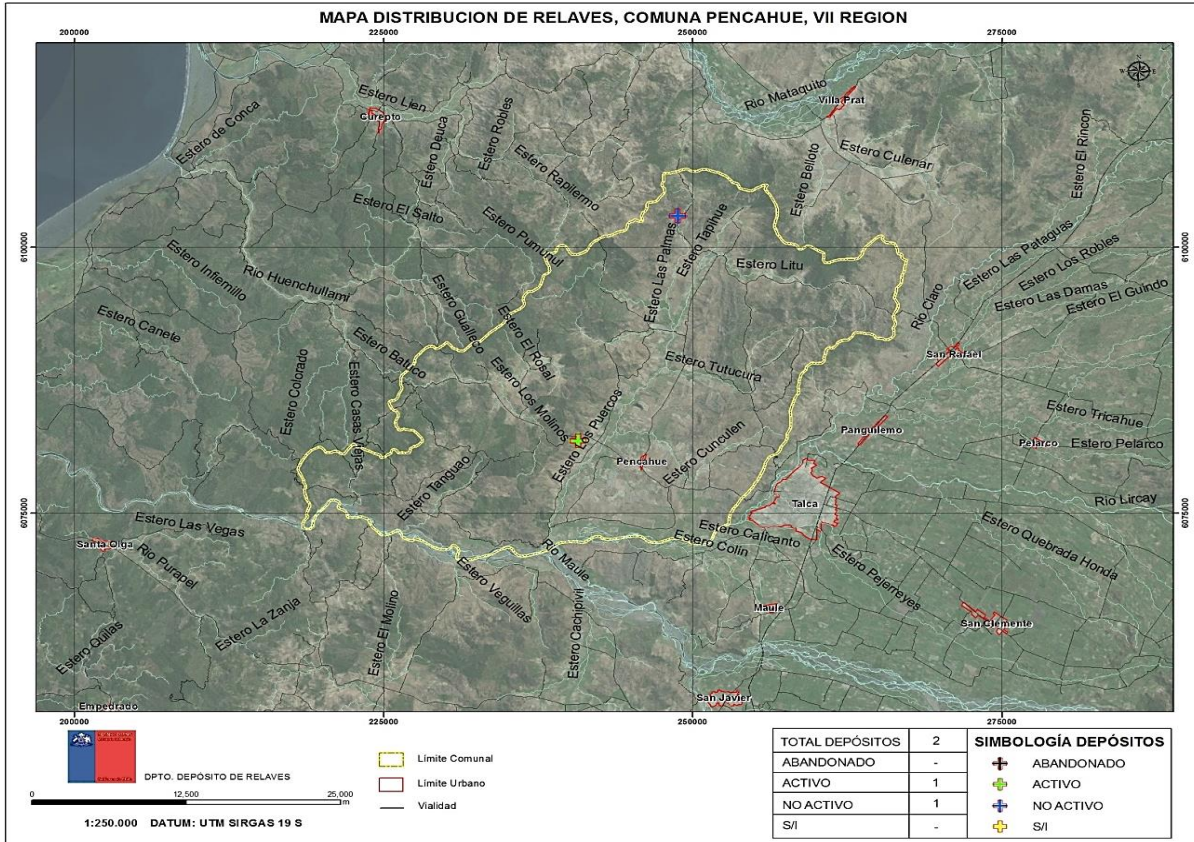 MAPA DISTRIBUCION DE RELAVES, COMUNA PENCAHUE, VII REGION
200000
225000
250000
275000
Estero Lien
Curepto
Estero de Conca
Estero Deuca
Estero Robles
Estero Rapilermo
Rio Mataquito
Villa Prat
Estero Culenar
Estero Belloto
Estero El Rincon
6100000
6100000
Estero El Salto
Estero Pumunul
Estero Las Palmas
Estero Tapihue
Estero Litu
Estero Infiernillo
Rio Huenchullami
Estero Gualleco
Estero El Rosal
Rio Claro
Estero Las Pataguas
Estero Los Robles
Estero Las Damas
Estero El Guindo
Estero Canete
Estero Batuco
Estero Colorado
Estero Casas Viejas
Estero Los Molinos
Estero Los Puercos
Estero Tutucura
San Rafael
Panguilemo
Estero Tricahue
Pelarco
Estero Pelarco
Pencahue
Estero Cunculen
Estero Tanguao
Talca
Rio Lircay
6075000
6075000
Estero Las Vegas
Santa Olga
Rio Purapel
Estero Calicanto
Estero Colin
Estero Quebrada Honda
Estero Pejerreyes
Rio Maule
Estero Veguillas
Estero La Zanja
Estero El Molino
Estero Cachipivil
Estero Quilas
Maule
San Clemente
San Javier
Empedrado
200000
225000
250000
275000
DPTO. DEPÓSITO DE RELAVES
0
12,500
25,000
m
1:250.000 DATUM: UTM SIRGAS 19 S
Límite Comunal
Límite Urbano
Vialidad
TOTAL DEPÓSITOS 2
ABANDONADO -
ACTIVO 1
NO ACTIVO 1
S/I -
SIMBOLOGÍA DEPÓSITOS
ABANDONADO
ACTIVO
NO ACTIVO
S/I